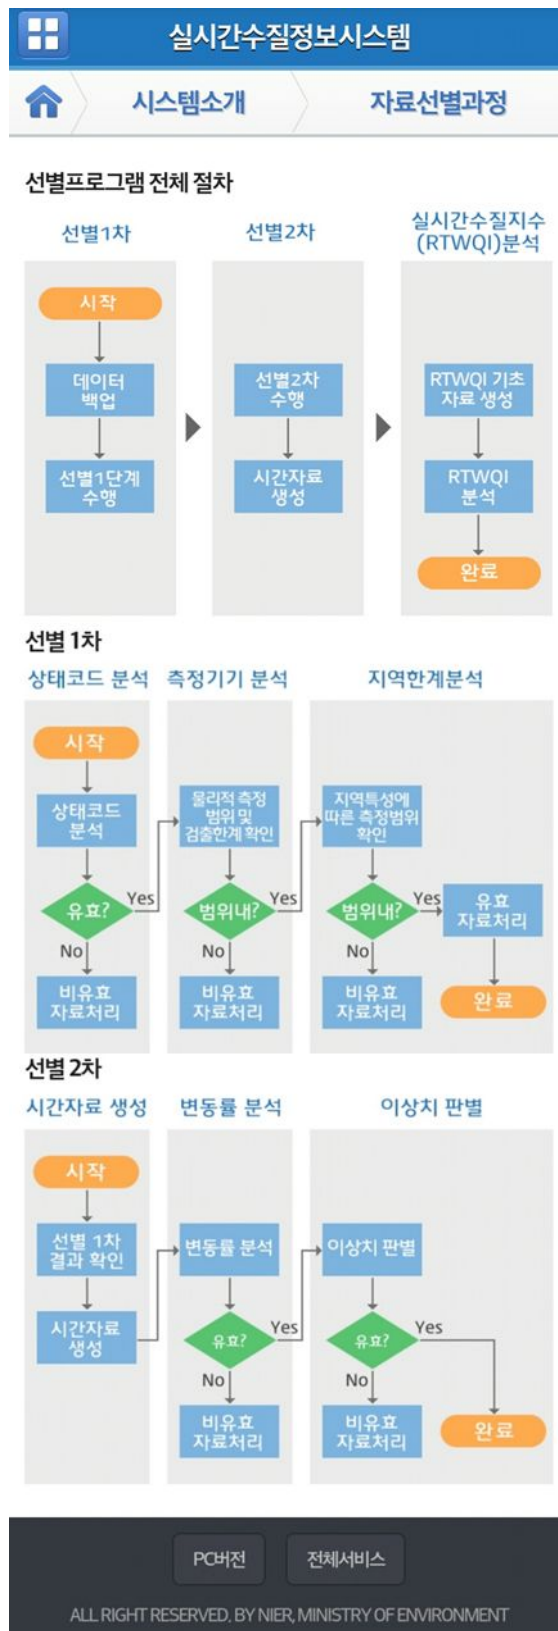 실시간수질정보시스템
시스템소개
자료선별과정
선별프로그램 전체 절차
선별1차
선별2차
실시간수질지수
(RTWQI)분석
시작
데이터
백업
선별1단계
수행
선별2차
수행
시간자료
생성
RTWQI 기초
자료 생성
RTWQI
분석
완료
선별 1차
상태코드 분석
측정기기 분석
지역한계분석
시작
상태코드
분석
유효?
Yes
No
비유효
자료처리
물리적 측정
범위 및
검출한계 확인
범위내?
Yes
No
비유효
자료처리
지역특성에
따른 측정범위
확인
범위내?
Yes
No
비유효
자료처리
유효
자료처리
완료
선별 2차
시간자료 생성
변동률 분석
이상치 판별
시작
선별 1차
결과 확인
시간자료
생성
변동률 분석
유효?
Yes
No
비유효
자료처리
이상치 판별
유효?
Yes
No
비유효
자료처리
완료
PC버전
전체서비스
ALL RIGHT RESERVED, BY NIER, MINISTRY OF ENVIRONMENT